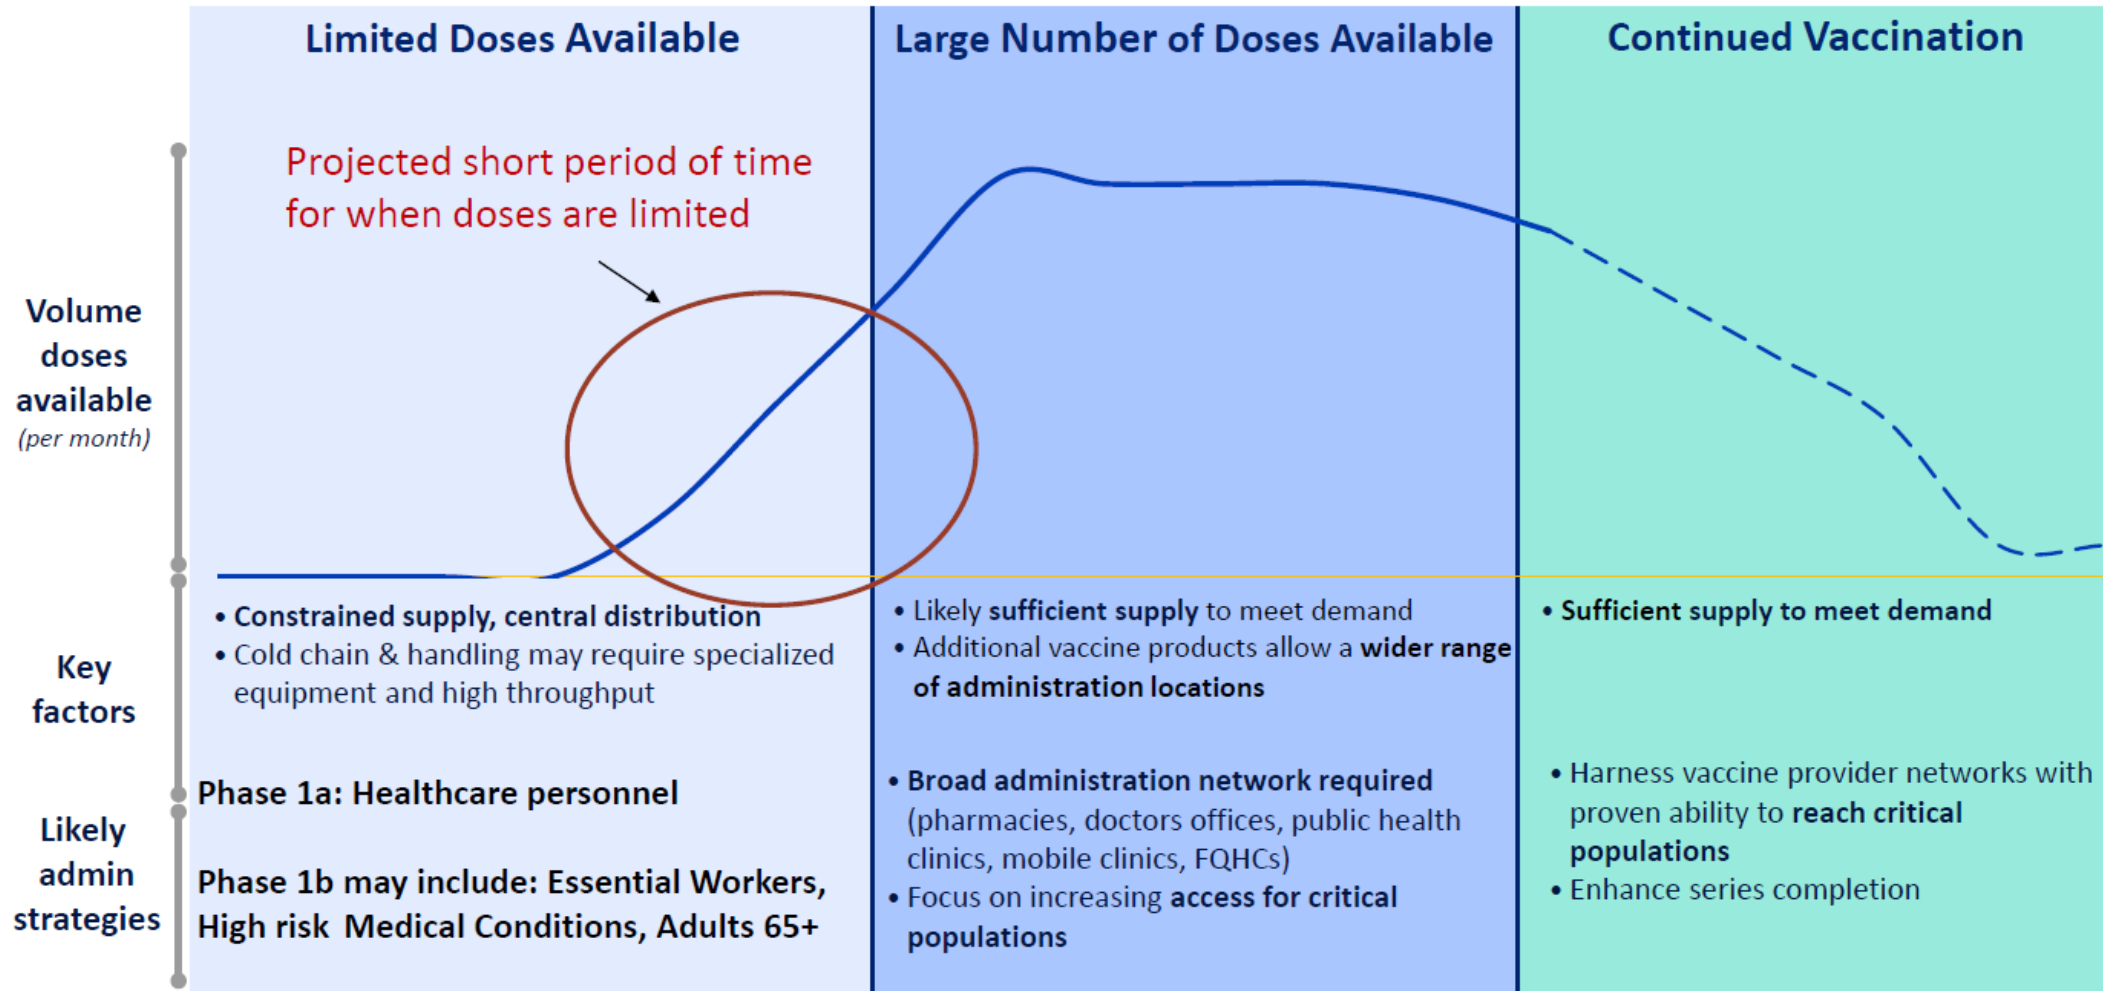 Limited Doses Available
Large Number of Doses Available
Continued Vaccination
Projected short period of time
for when doses are limited
Volume
doses
available
(per month)
Key
factors
• Constrained supply, central distribution
• Cold chain & handling may require specialized
equipment and high throughput
• Likely sufficient supply to meet demand
• Additional vaccine products allow a wider range
of administration locations
• Sufficient supply to meet demand
Likely
admin
strategies
Phase 1a: Healthcare personnel
Phase 1b may include: Essential Workers,
High risk Medical Conditions, Adults 65+
• Broad administration network required
(pharmacies, doctors offices, public health
clinics, mobile clinics, FQHCs)
• Focus on increasing access for critical
populations
• Harness vaccine provider networks with
proven ability to reach critical
populations
• Enhance series completion